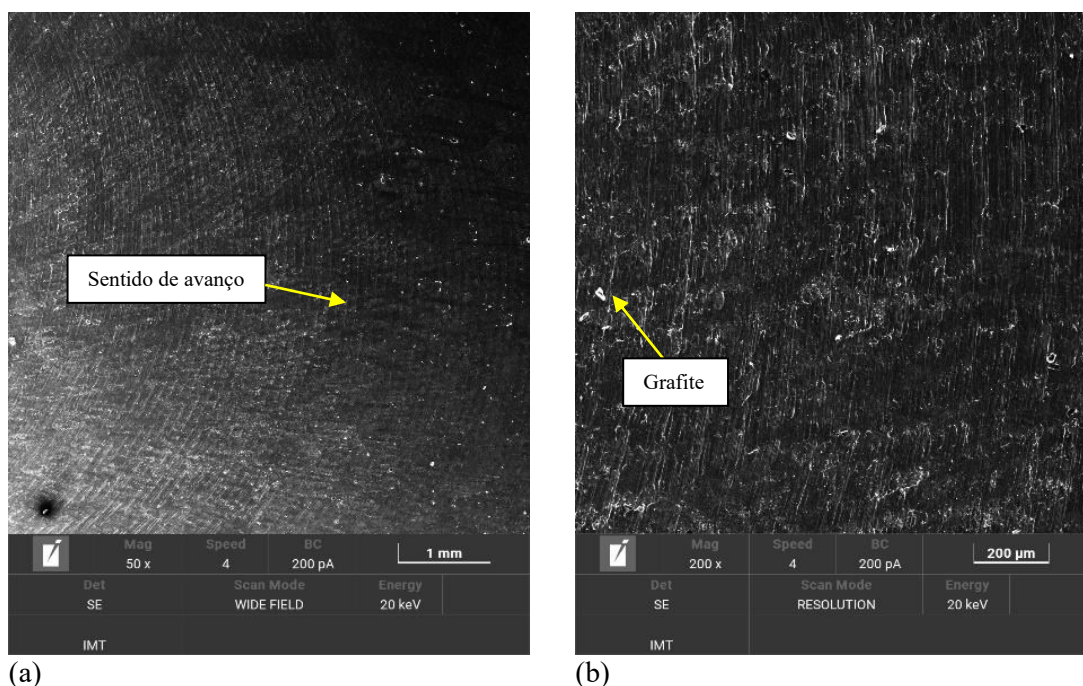 Sentido de avanço
Mag Speed BC
50 x 4 200 pA 1 mm
Det Scan Mode Energy
SE WIDE FIELD 20 keV
IMT
(a)
Grafite
Mag Speed BC
200 x 4 200 pA 200 µm
Det Scan Mode Energy
SE RESOLUTION 20 keV
IMT
(b)